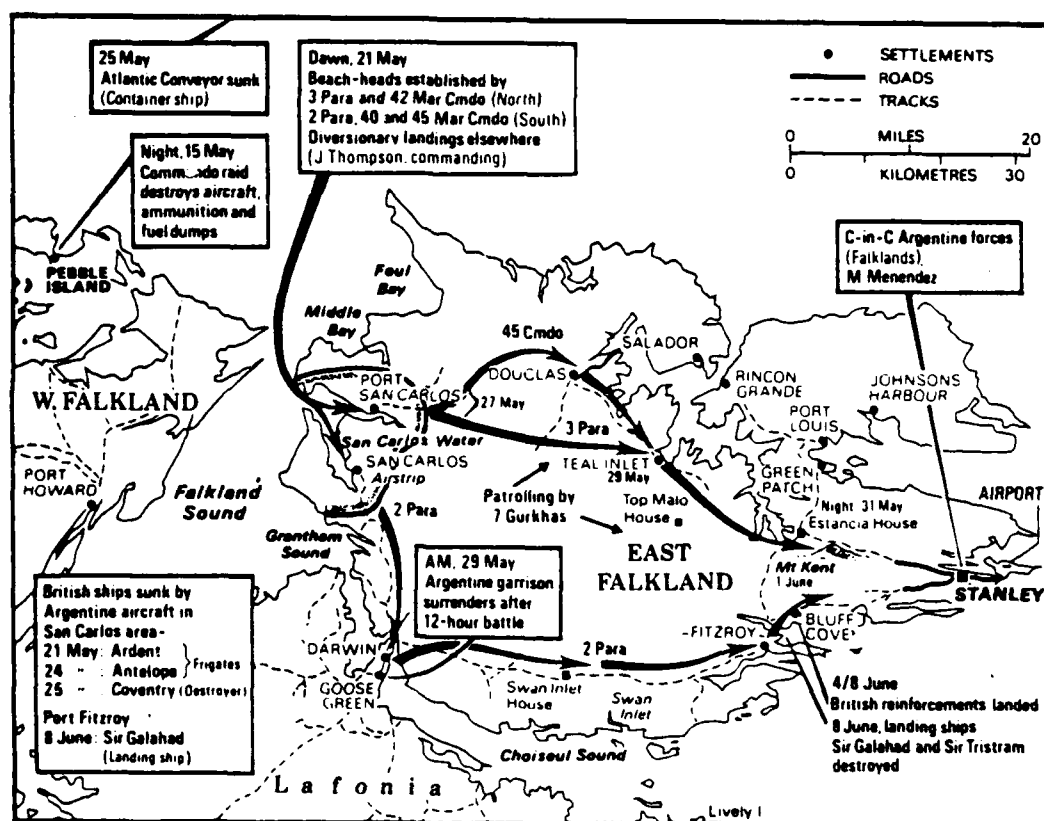 25 May
Atlantic Conveyor sunk
(Container ship)
Night, 15 May
Commando raid
destroys aircraft,
ammunition and
fuel dumps
Dawn, 21 May
Beach-heads established by
3 Para and 42 Mar Cmdo (North)
2 Para, 40 and 45 Mar Cmdo (South)
Diversionary landings elsewhere
(J Thompson, commanding)
SETTLEMENTS
ROADS
TRACKS
0 MILES 20
0 KILOMETRES 30
C-in-C Argentine forces
(Falklands),
M Menendez
PEBBLE
ISLAND
Foul
Bay
Middle
Bay
45 Cmdo
SALADOR
DOUGLAS
RINCON
GRANDE
JOHNSONS
HARBOUR
PORT
SAN CARLOS
27 May
W. FALKLAND
PORT
LOUIS
3 Para
San Carlos Water
SAN CARLOS
Airstrip
TEAL INLET
29 May
GREEN
PATCH
PORT
HOWARD
Falkland
Sound
2 Para
Patrolling by
7 Gurkhas
Top Malo
House
Night 31 May
Estancia House
AIRPORT
Grantham
Sound
EAST
FALKLAND
Mt Kent
1 June
STANLEY
AM, 29 May
Argentine garrison
surrenders after
12-hour battle
British ships sunk by
Argentine aircraft in
San Carlos area-
21 May: Ardent
24 " : Antelope
Frigates
25 " : Coventry (Destroyer)
Port Fitzroy
8 June: Sir Galahad
(Landing ship)
DARWIN
GOOSE
GREEN
2 Para
FITZROY
BLUFF
COVE
Swan Inlet
House
Swan
Inlet
4/8 June
British reinforcements landed
8 June, landing ships
Sir Galahad and Sir Tristram
destroyed
Choiseul Sound
Lafonia
Lively I